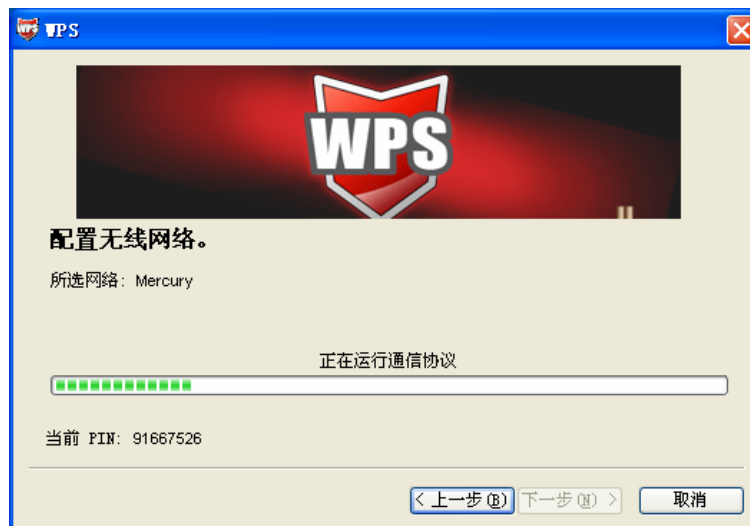 WPS
WPS
配置无线网络。
所选网络: Mercury
正在运行通信协议
当前 PIN: 91667526
< 上一步(B) 下一步(N) > 取消